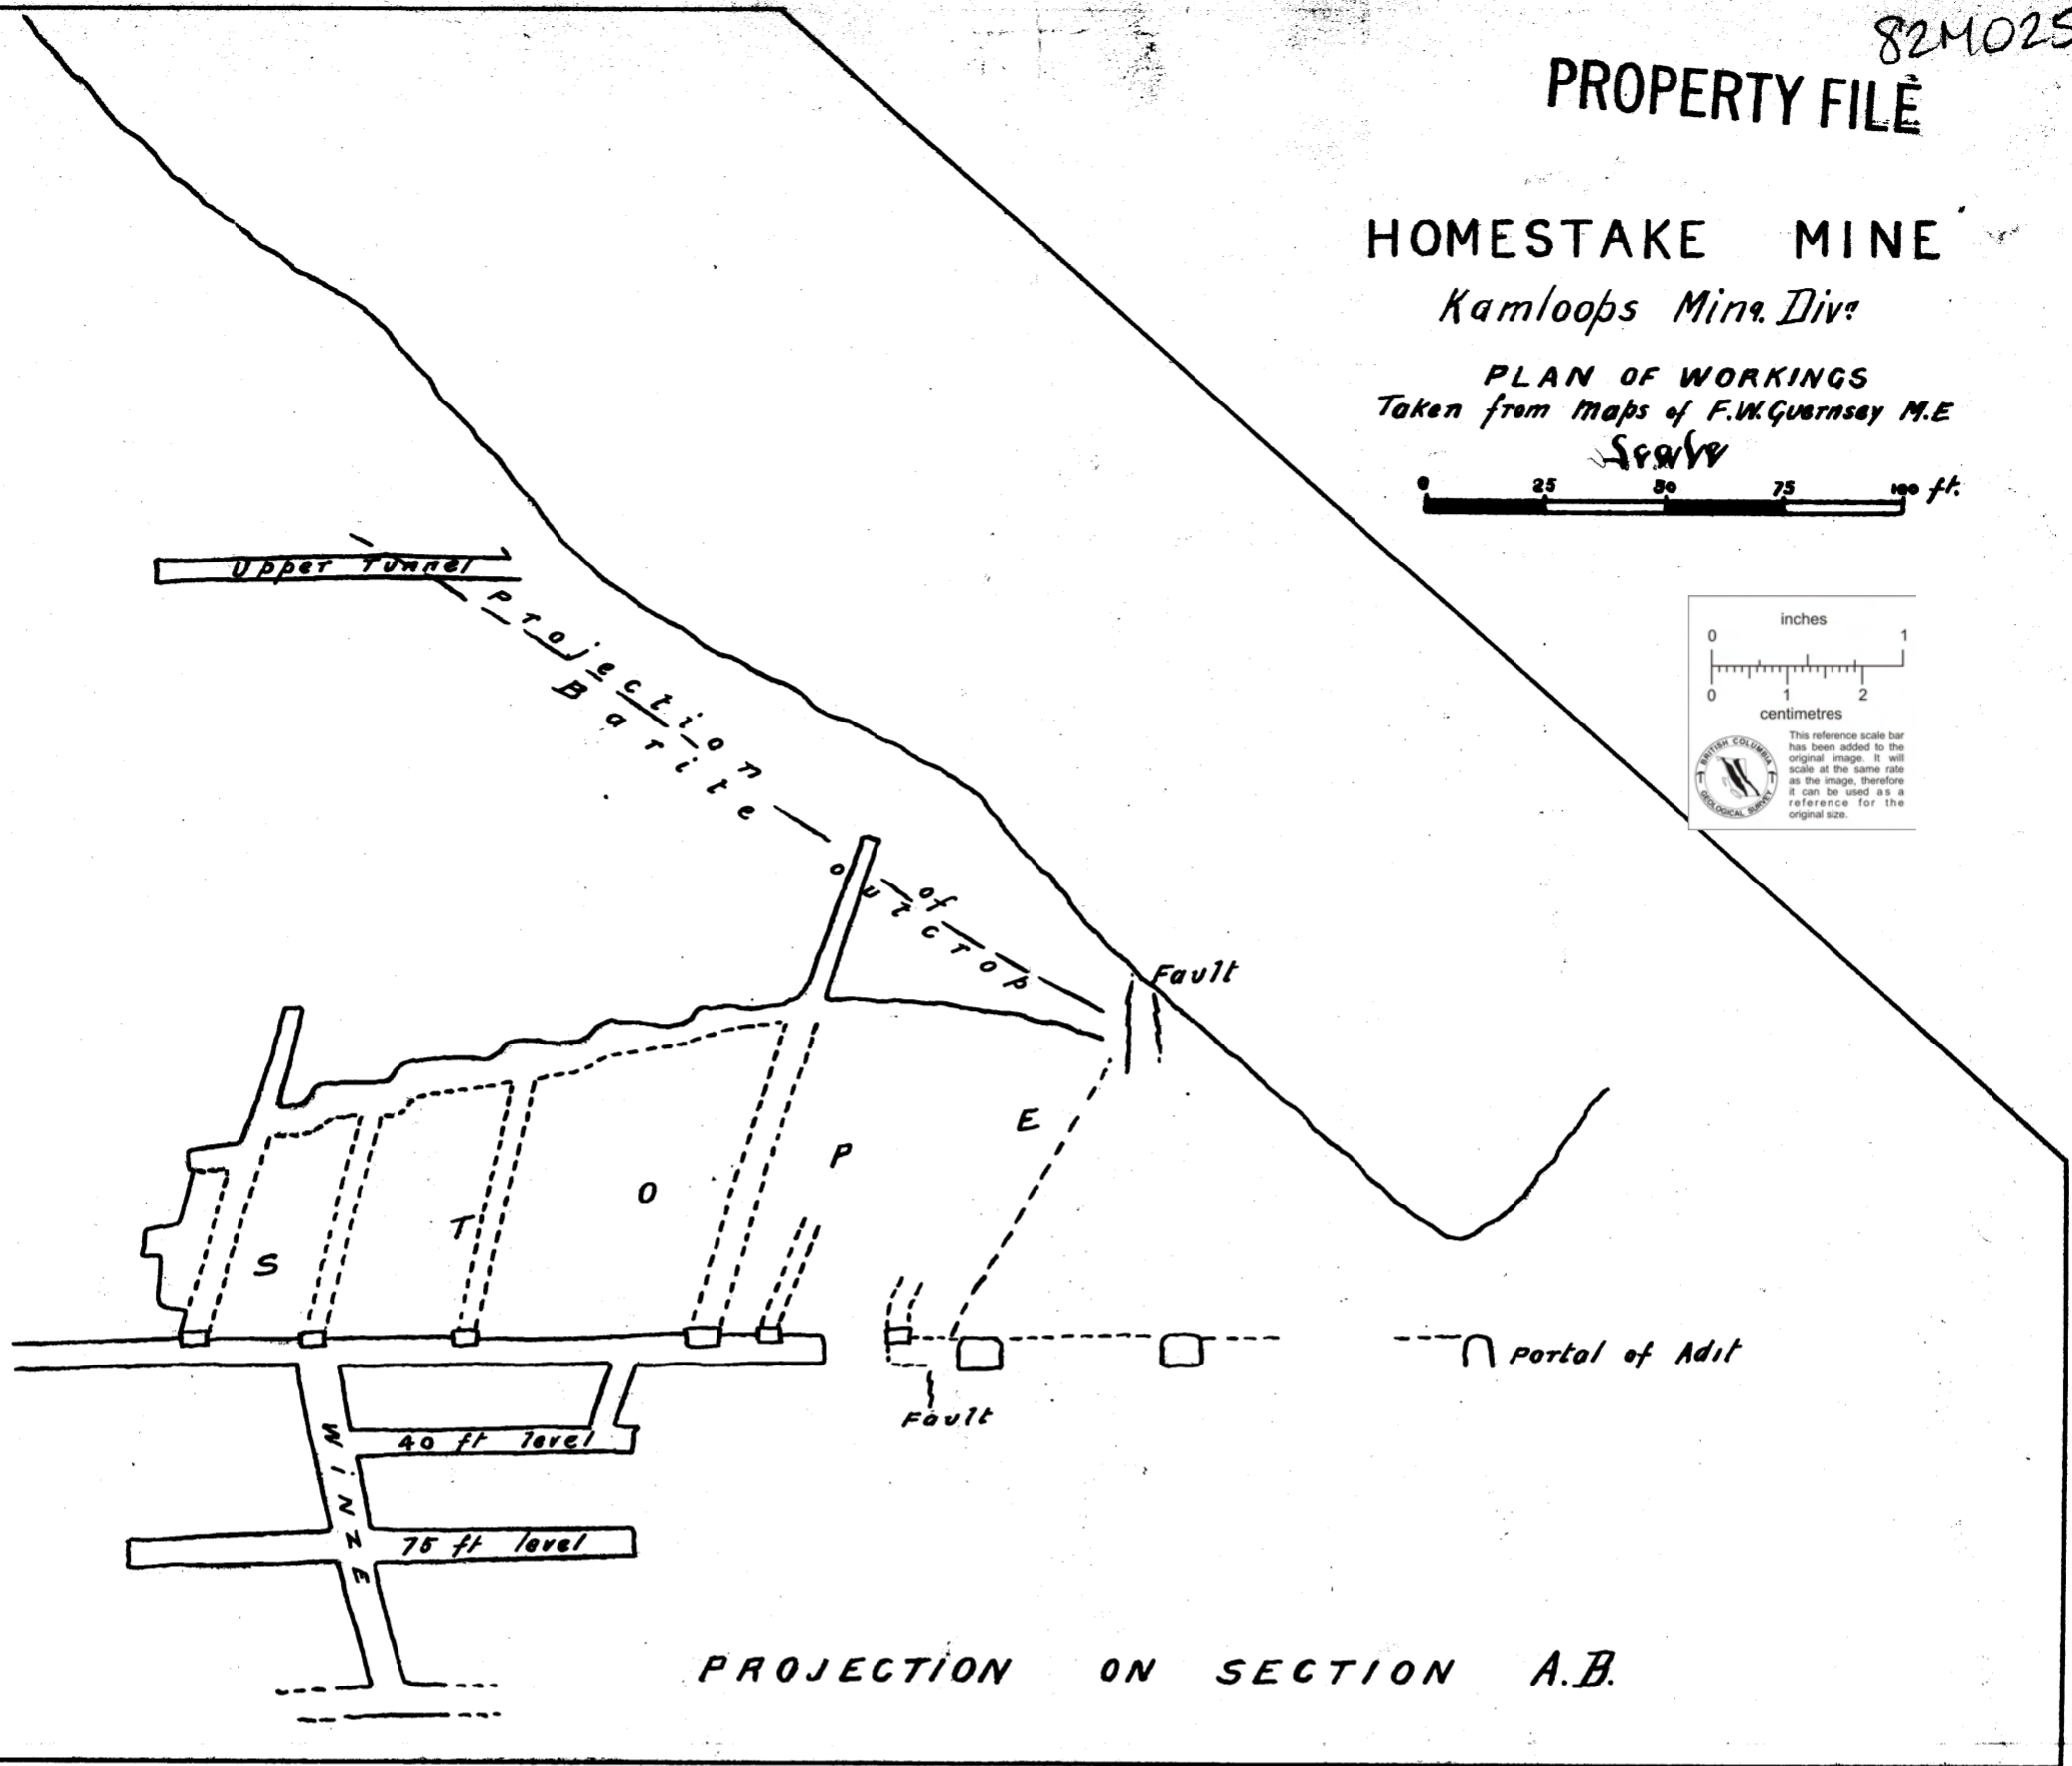 82M025
PROPERTY FILE
HOMESTAKE MINE
Kamloops Ming. Divn
PLAN OF WORKINGS
Taken from Maps of F.W. Guernsey M.E
Scale
0 25 50 75 100 ft.
Upper Tunnel
Projection of
Barite outcrop
inches
0 1
0 1 2
centimetres
This reference scale bar
has been added to the
original image. It will
scale at the same rate
as the image, therefore
it can be used as a
reference for the
original size.
BRITISH COLUMBIA
GEOLOGICAL SURVEY
Fault
STOPE
Portal of Adit
Fault
WINZE
40 ft level
75 ft level
PROJECTION ON SECTION A.B.